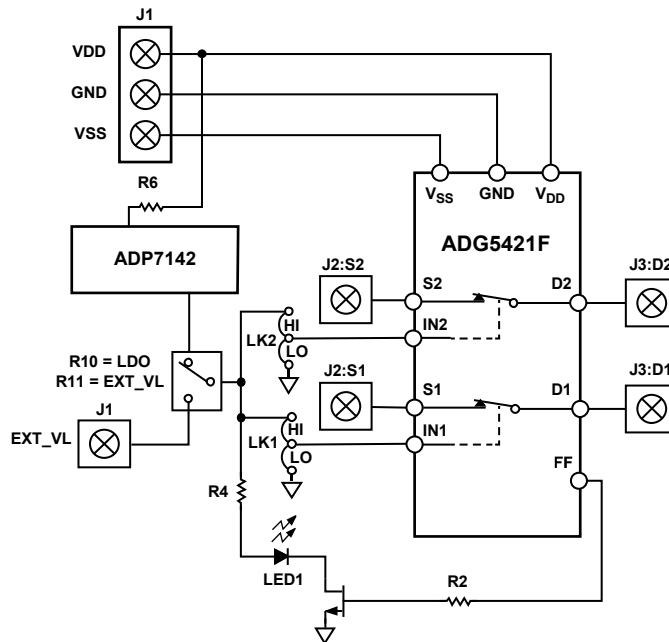 J1
VDD
GND
VSS
R6
VSS
GND
VDD
ADP7142
ADG5421F
J2:S2
S2
D2
J3:D2
HI
IN2
LK2
LO
R10 = LDO
R11 = EXT_VL
J2:S1
S1
D1
J3:D1
J1
HI
IN1
EXT_VL
LK1
LO
FF
R4
LED1
R2